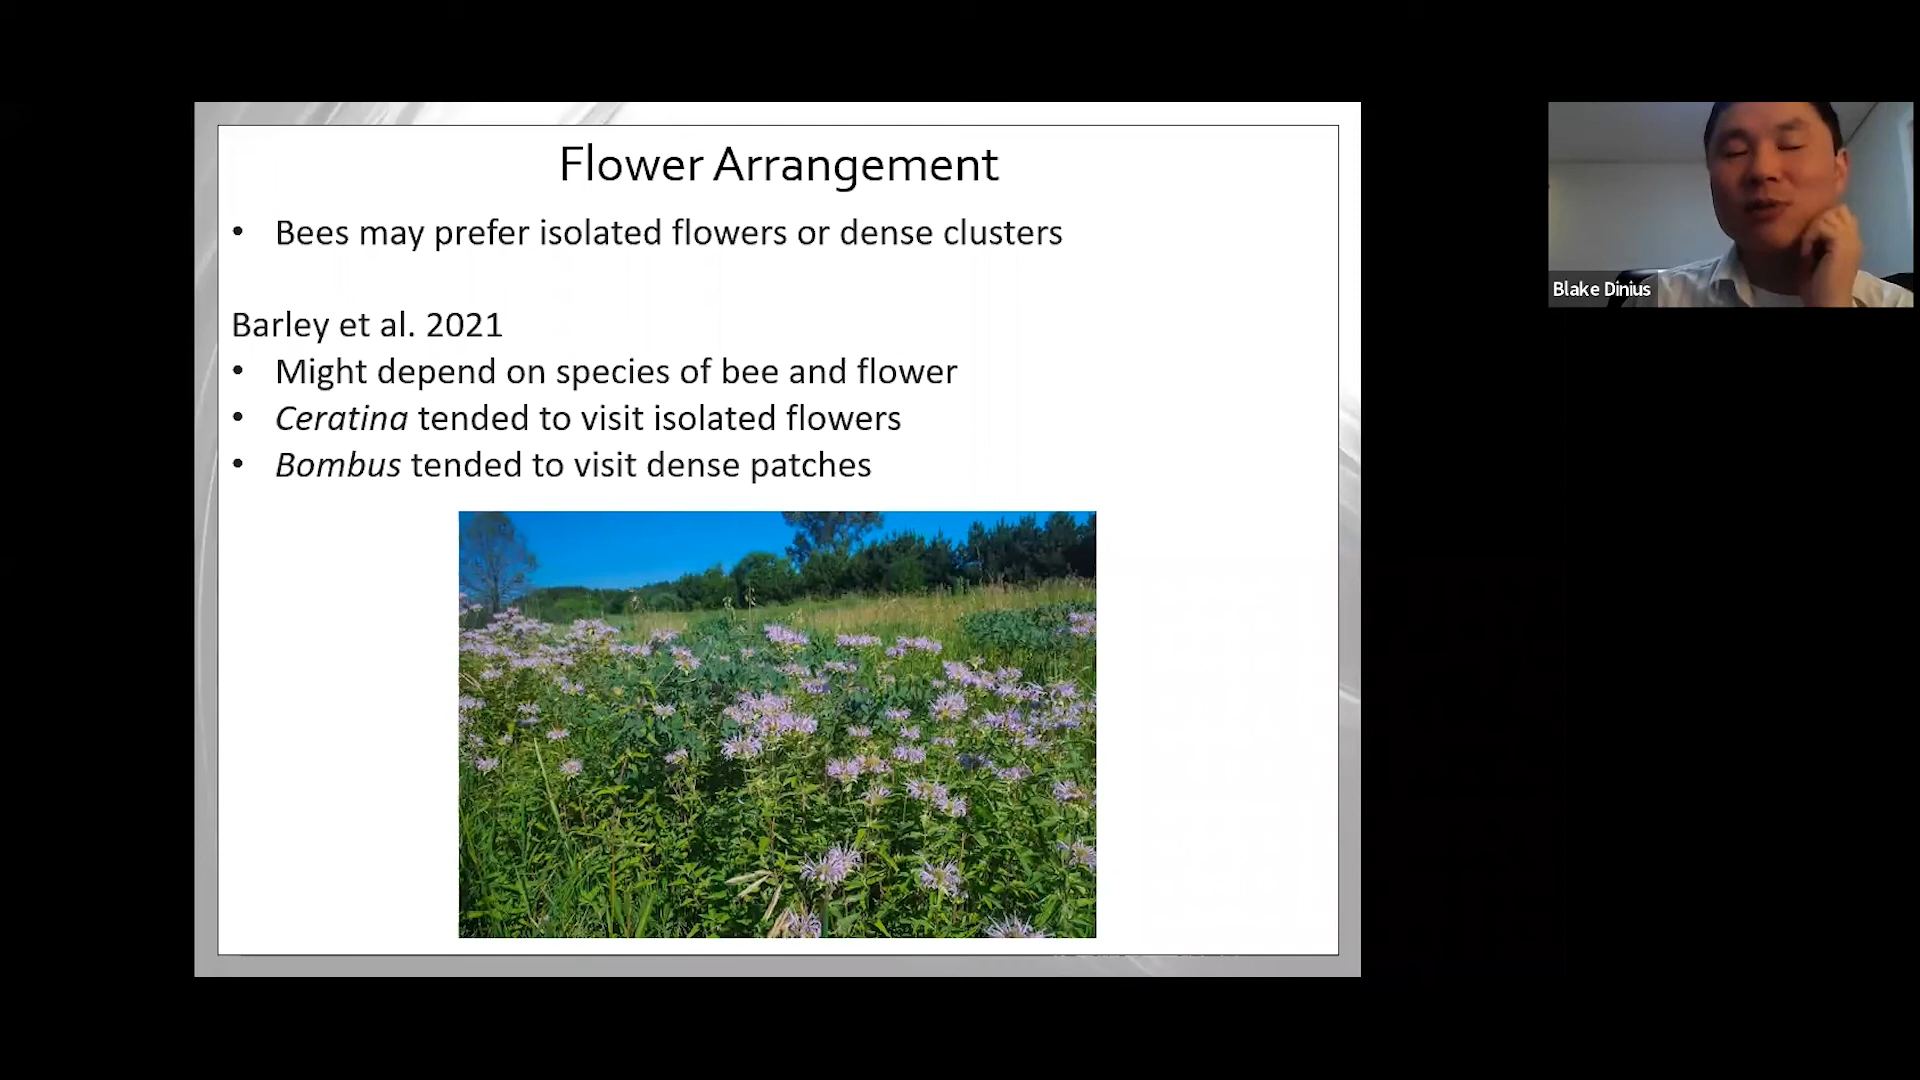 Flower Arrangement
• Bees may prefer isolated flowers or dense clusters
Barley et al. 2021
• Might depend on species of bee and flower
• Ceratina tended to visit isolated flowers
• Bombus tended to visit dense patches
Blake Dinius